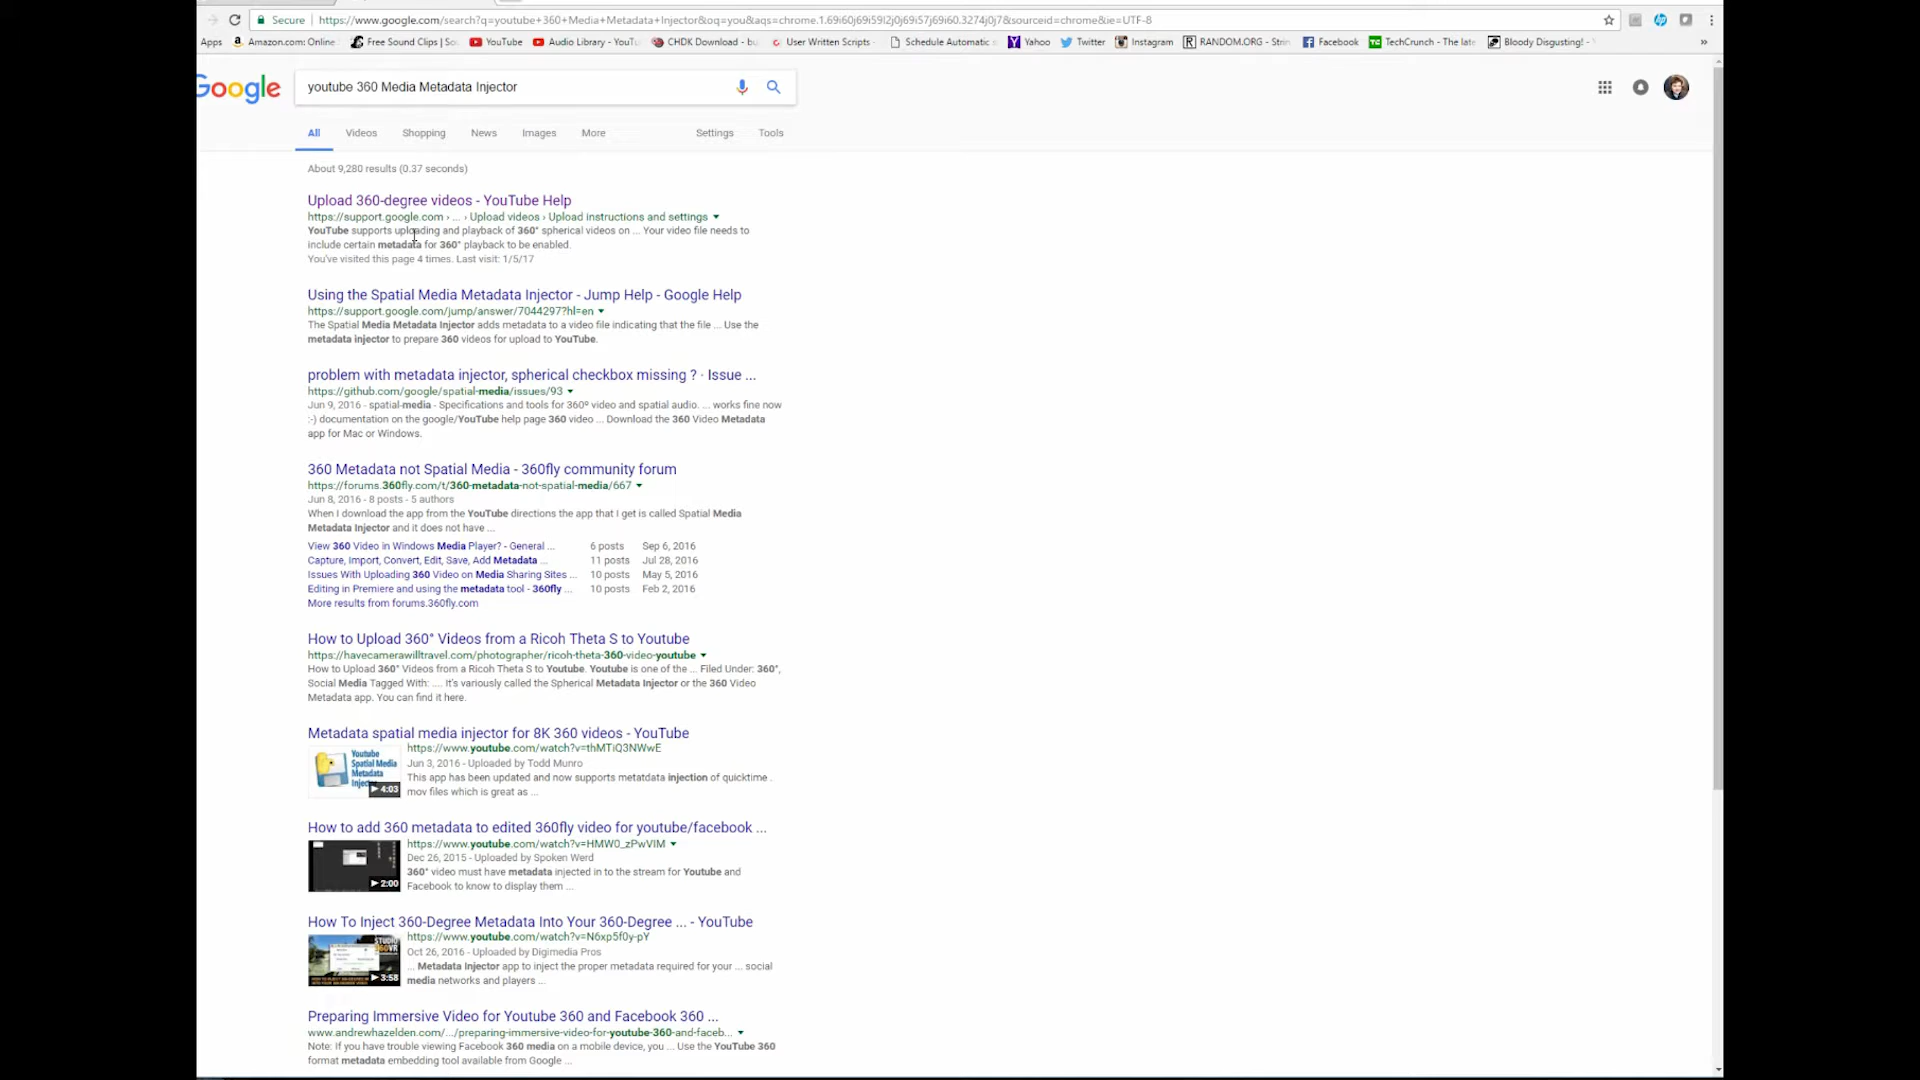 Secure https://www.google.com/search?q=youtube+360+Media+Metadata+Injector&oq=you&aqs=chrome.1.69i60j69i59l2j0j69i57j69i60.3274j0j7&sourceid=chrome&ie=UTF-8
Apps Amazon.com: Online Free Sound Clips | So YouTube Audio Library - YouTu CHDK Download - bu User Written Scripts Schedule Automatic Yahoo Twitter Instagram RANDOM.ORG - Strin Facebook TechCrunch - The late Bloody Disgusting! - »
Google youtube 360 Media Metadata Injector
All Videos Shopping News Images More Settings Tools
About 9,280 results (0.37 seconds)
Upload 360-degree videos - YouTube Help
https://support.google.com › ... › Upload videos › Upload instructions and settings
YouTube supports uploading and playback of 360° spherical videos on ... Your video file needs to
include certain metadata for 360° playback to be enabled.
You've visited this page 4 times. Last visit: 1/5/17
Using the Spatial Media Metadata Injector - Jump Help - Google Help
https://support.google.com/jump/answer/7044297?hl=en
The Spatial Media Metadata Injector adds metadata to a video file indicating that the file ... Use the
metadata injector to prepare 360 videos for upload to YouTube.
problem with metadata injector, spherical checkbox missing ? · Issue ...
https://github.com/google/spatial-media/issues/93
Jun 9, 2016 - spatial-media - Specifications and tools for 360º video and spatial audio. ... works fine now
:-) documentation on the google/YouTube help page 360 video ... Download the 360 Video Metadata
app for Mac or Windows.
360 Metadata not Spatial Media - 360fly community forum
https://forums.360fly.com/t/360-metadata-not-spatial-media/667
Jun 8, 2016 - 8 posts - 5 authors
When I download the app from the YouTube directions the app that I get is called Spatial Media
Metadata Injector and it does not have ...
View 360 Video in Windows Media Player? - General ... 6 posts Sep 6, 2016
Capture, Import, Convert, Edit, Save, Add Metadata ... 11 posts Jul 28, 2016
Issues With Uploading 360 Video on Media Sharing Sites ... 10 posts May 5, 2016
Editing in Premiere and using the metadata tool - 360fly ... 10 posts Feb 2, 2016
More results from forums.360fly.com
How to Upload 360° Videos from a Ricoh Theta S to Youtube
https://havecamerawilltravel.com/photographer/ricoh-theta-360-video-youtube
How to Upload 360° Videos from a Ricoh Theta S to Youtube. Youtube is one of the ... Filed Under: 360°,
Social Media Tagged With: .... It's variously called the Spherical Metadata Injector or the 360 Video
Metadata app. You can find it here.
Metadata spatial media injector for 8K 360 videos - YouTube
Youtube
Spatial Media
Metadata
Injector
4:03
https://www.youtube.com/watch?v=thMTiQ3NWwE
Jun 3, 2016 - Uploaded by Todd Munro
This app has been updated and now supports metatdata injection of quicktime .
mov files which is great as ...
How to add 360 metadata to edited 360fly video for youtube/facebook ...
2:00
https://www.youtube.com/watch?v=HMW0_zPwVIM
Dec 26, 2015 - Uploaded by Spoken Werd
360° video must have metadata injected in to the stream for Youtube and
Facebook to know to display them ...
How To Inject 360-Degree Metadata Into Your 360-Degree ... - YouTube
3:58
https://www.youtube.com/watch?v=N6xp5f0y-pY
Oct 26, 2016 - Uploaded by Digimedia Pros
... Metadata Injector app to inject the proper metadata required for your ... social
media networks and players ...
Preparing Immersive Video for Youtube 360 and Facebook 360 ...
www.andrewhazelden.com/.../preparing-immersive-video-for-youtube-360-and-faceb...
Note: If you have trouble viewing Facebook 360 media on a mobile device, you ... Use the YouTube 360
format metadata embedding tool available from Google ...